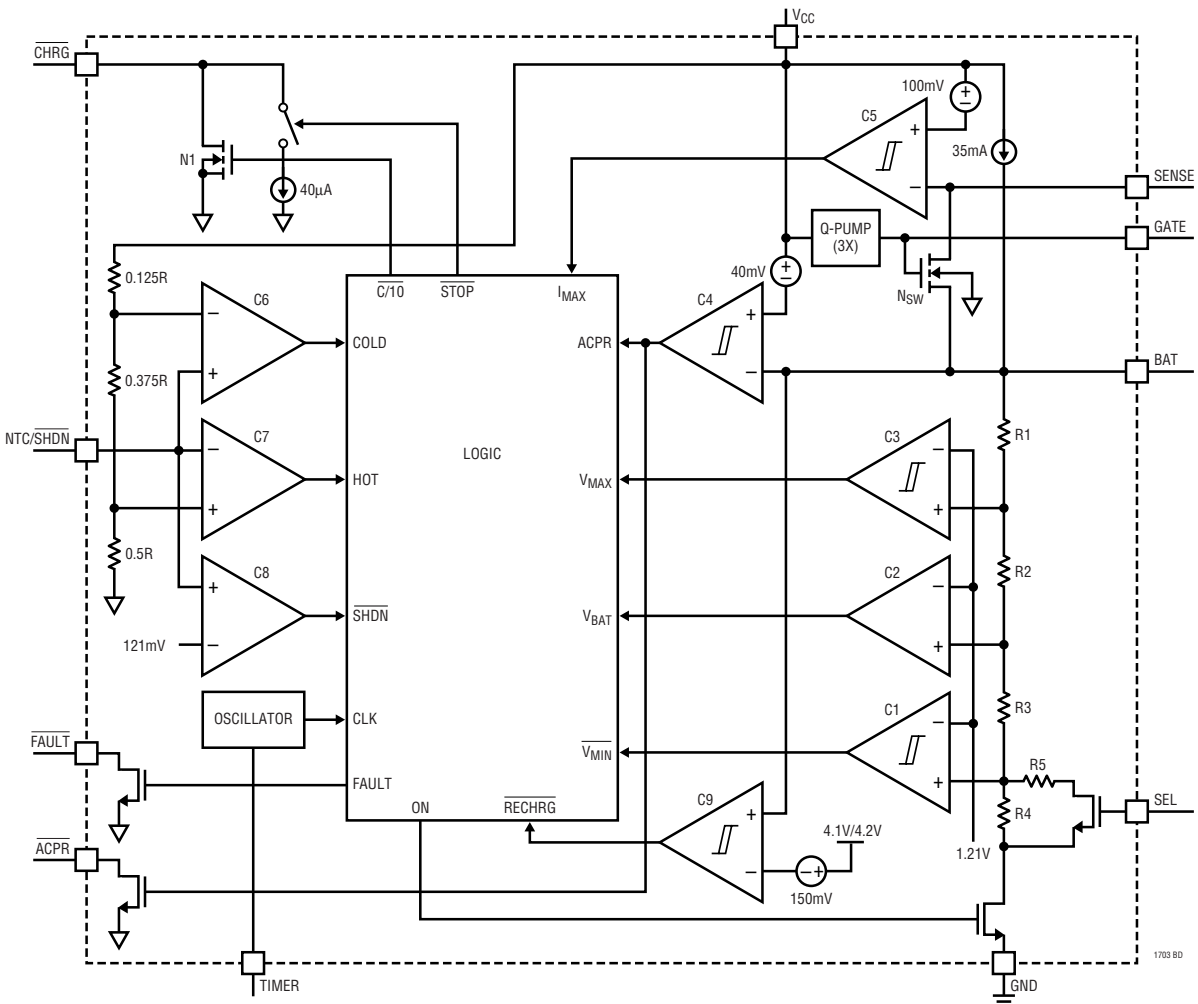 VCC
CHRG
100mV
C5
+
−
35mA
SENSE
N1
40µA
Q-PUMP
(3X)
GATE
40mV
NSW
0.125R
C/10
STOP
IMAX
C6
−
+
COLD
ACPR
C4
+
−
BAT
0.375R
NTC/SHDN
C7
−
+
HOT
LOGIC
VMAX
C3
−
+
R1
0.5R
C8
+
−
SHDN
121mV
VBAT
C2
−
+
R2
OSCILLATOR
CLK
VMIN
C1
−
+
R3
FAULT
FAULT
R5
R4
SEL
ON
RECHRG
C9
+
−
4.1V/4.2V
− +
150mV
1.21V
ACPR
TIMER
GND
1703 BD